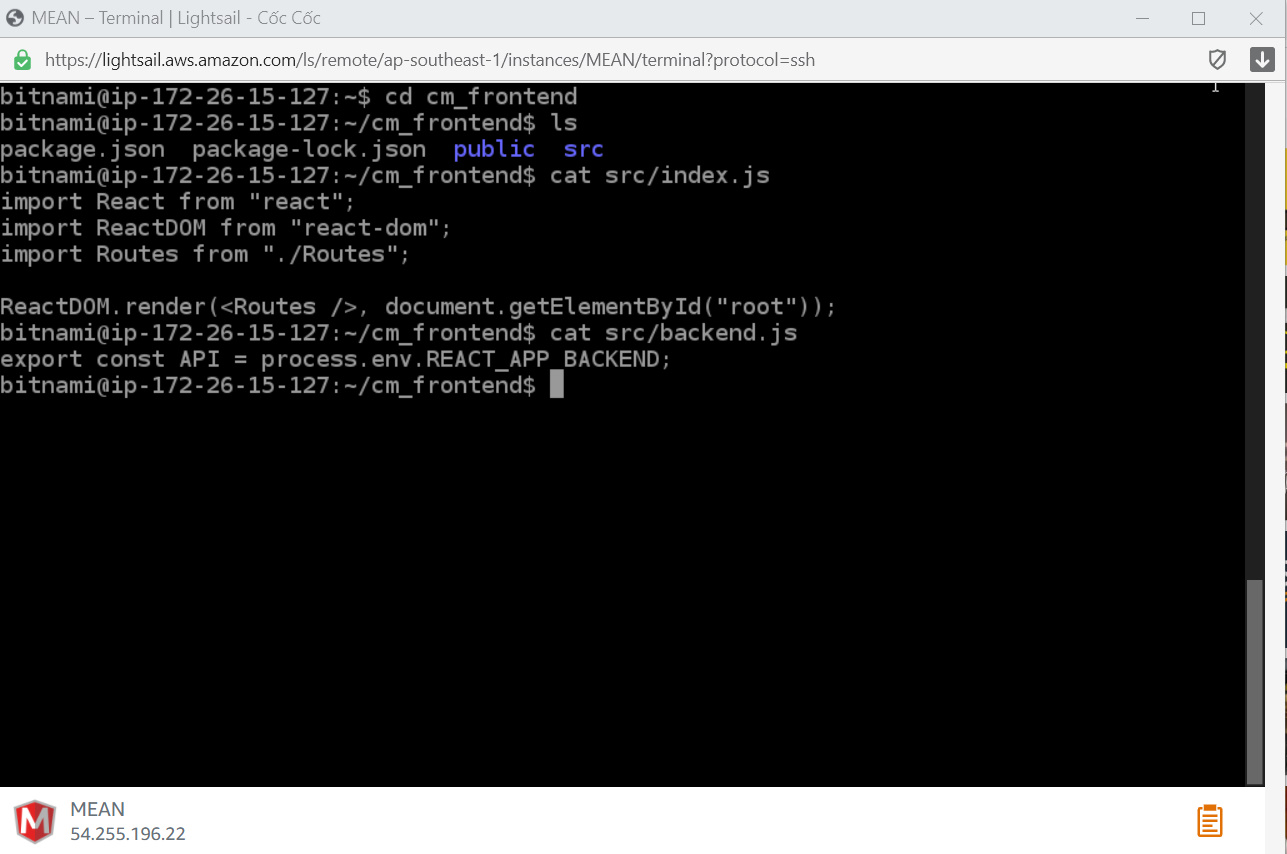 MEAN – Terminal | Lightsail - Cốc Cốc
https://lightsail.aws.amazon.com/ls/remote/ap-southeast-1/instances/MEAN/terminal?protocol=ssh
bitnami@ip-172-26-15-127:~$ cd cm_frontend
bitnami@ip-172-26-15-127:~/cm_frontend$ ls
package.json  package-lock.json  public  src
bitnami@ip-172-26-15-127:~/cm_frontend$ cat src/index.js
import React from "react";
import ReactDOM from "react-dom";
import Routes from "./Routes";
ReactDOM.render(<Routes />, document.getElementById("root"));
bitnami@ip-172-26-15-127:~/cm_frontend$ cat src/backend.js
export const API = process.env.REACT_APP_BACKEND;
bitnami@ip-172-26-15-127:~/cm_frontend$
MEAN
54.255.196.22